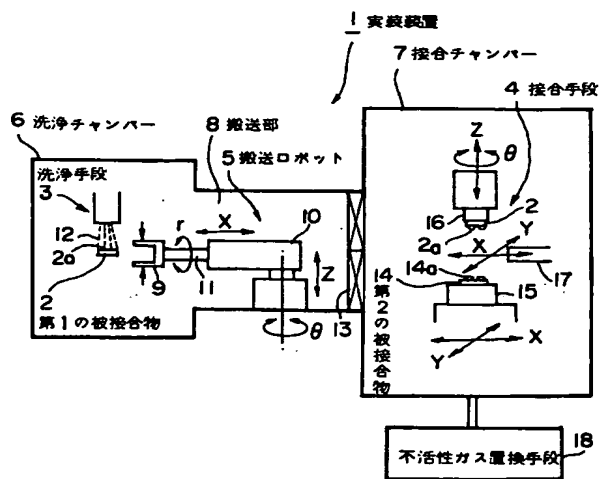 1 実装装置
7 接合チャンバー
4 接合手段
6 洗浄チャンバー
8 搬送部
5 搬送ロボット
洗浄手段
3
12
2a
2
第1の被接合物
9
r
X
11
10
Z
θ
13
Z
θ
16
2
2a
Y
X
17
14
14a
15
第2の被接合物
X
Y
不活性ガス置換手段
18